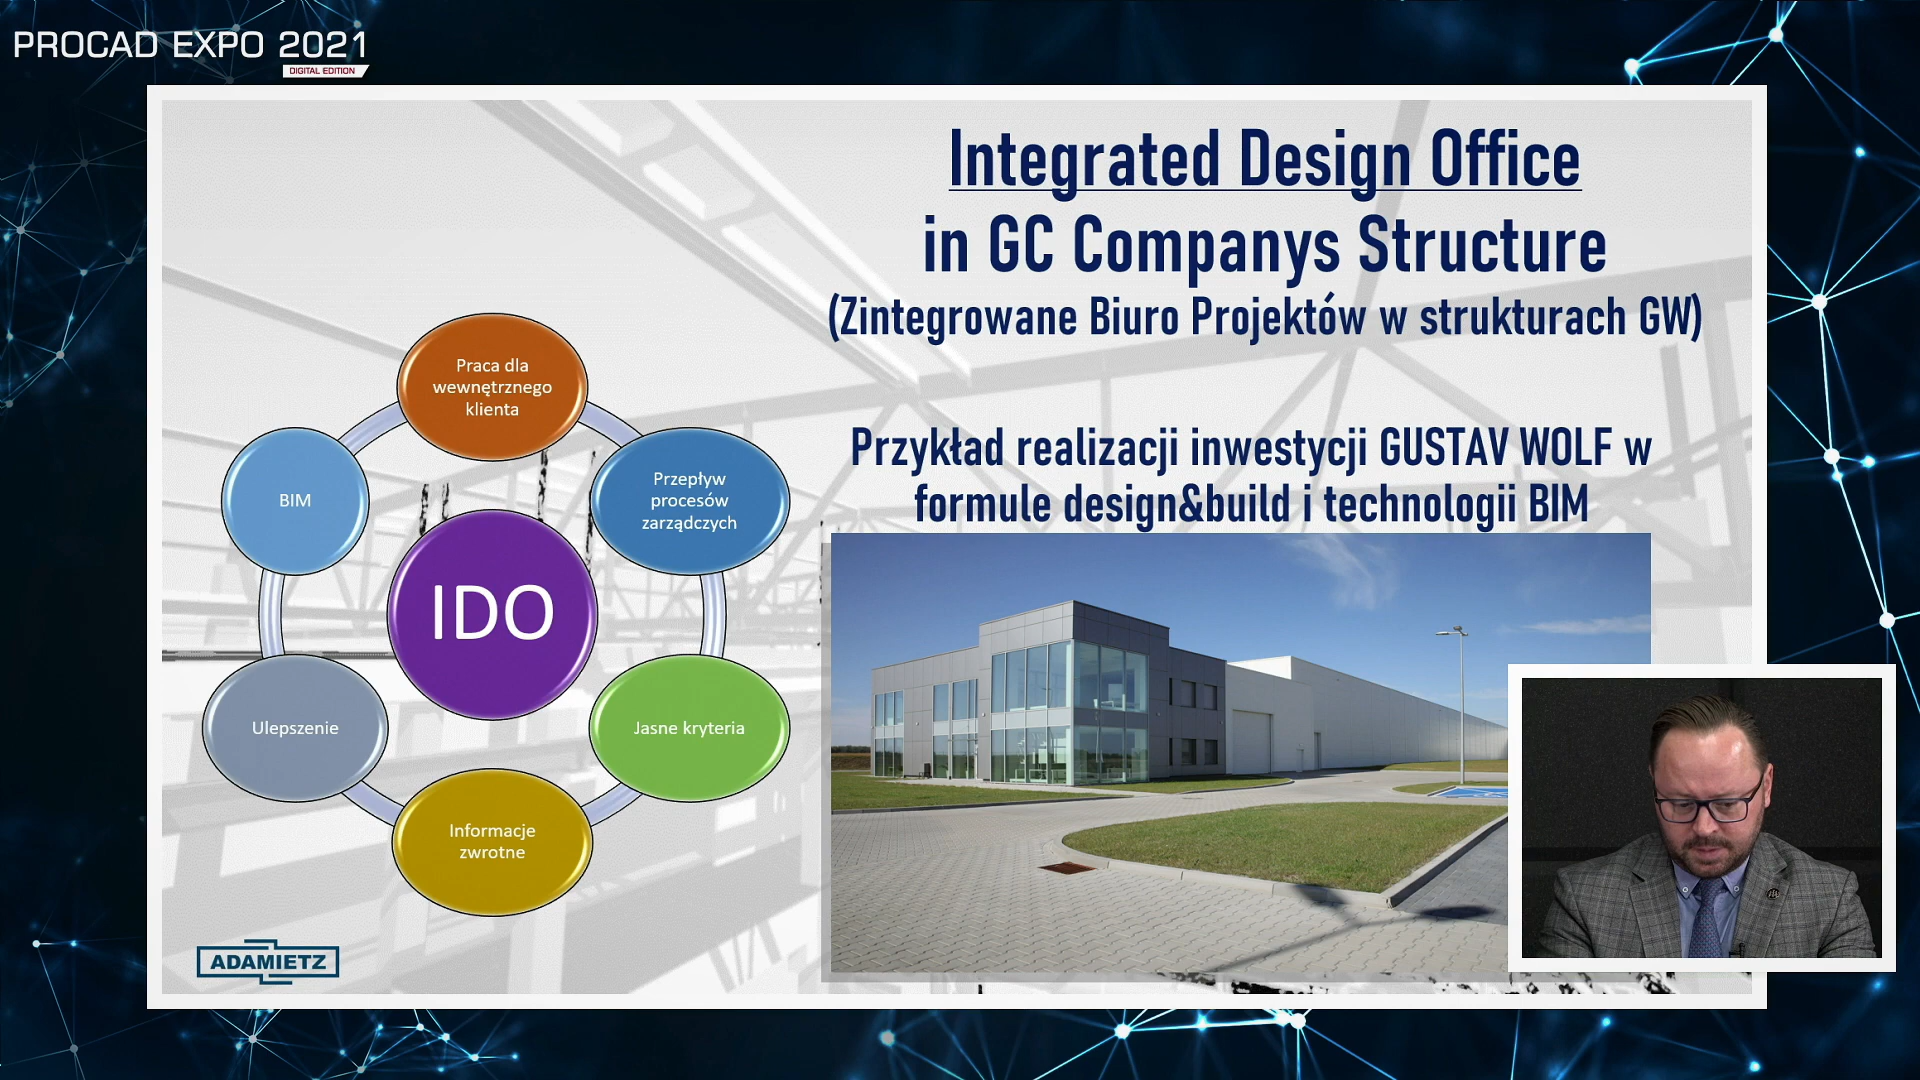 PROCAD EXPO 2021
DIGITAL EDITION
Integrated Design Office
in GC Companys Structure
(Zintegrowane Biuro Projektów w strukturach GW)
Przykład realizacji inwestycji GUSTAV WOLF w
formule design&build i technologii BIM
Praca dla
wewnętrznego
klienta
Przepływ
procesów
zarządczych
Jasne kryteria
Informacje
zwrotne
Ulepszenie
BIM
IDO
ADAMIETZ